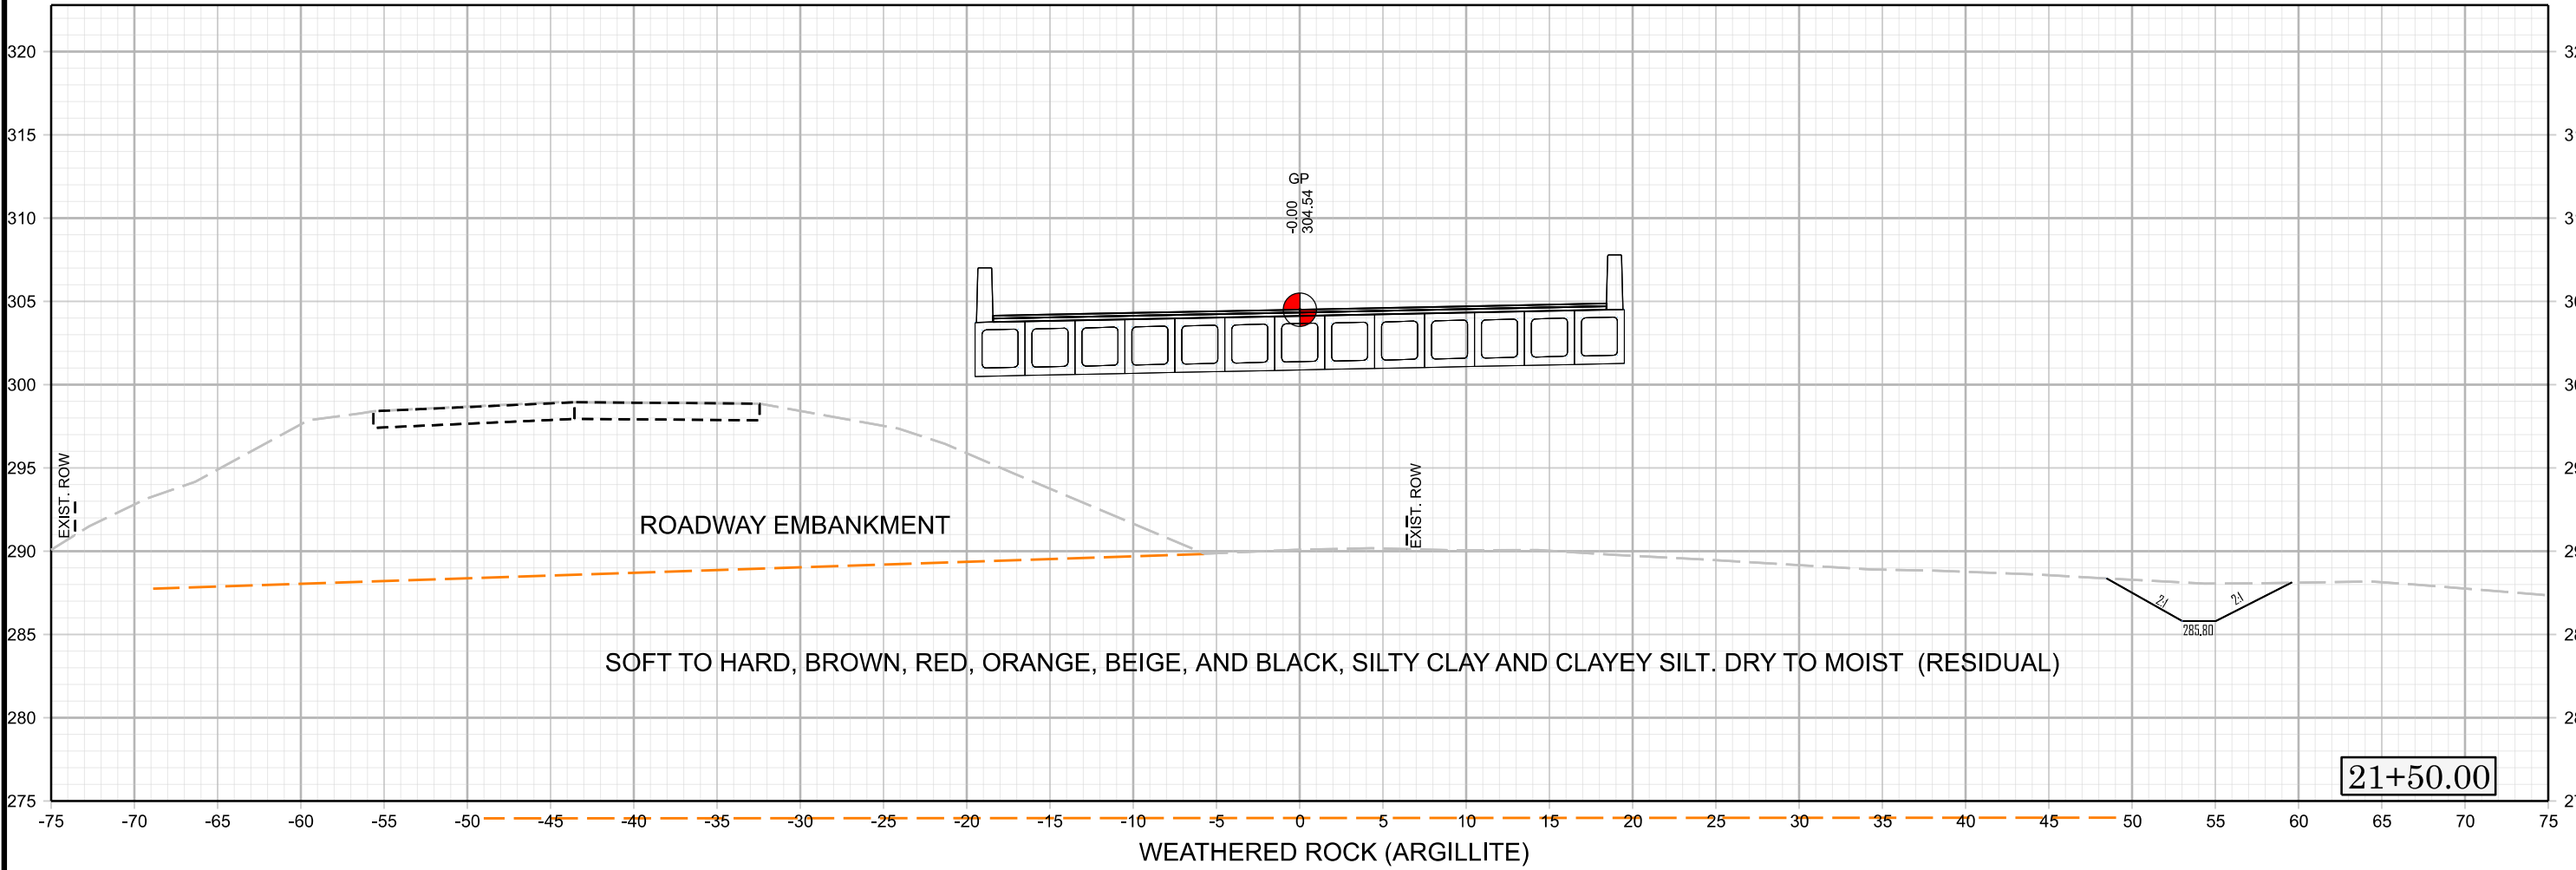 320
315
310
305
300
295
290
285
280
275
GP
-0.00
304.54
EXIST. ROW
EXIST. ROW
ROADWAY EMBANKMENT
2:1
2:1
285.80
SOFT TO HARD, BROWN, RED, ORANGE, BEIGE, AND BLACK, SILTY CLAY AND CLAYEY SILT. DRY TO MOIST (RESIDUAL)
21+50.00
-75 -70 -65 -60 -55 -50 -45 -40 -35 -30 -25 -20 -15 -10 -5 0 5 10 15 20 25 30 35 40 45 50 55 60 65 70 75
WEATHERED ROCK (ARGILLITE)